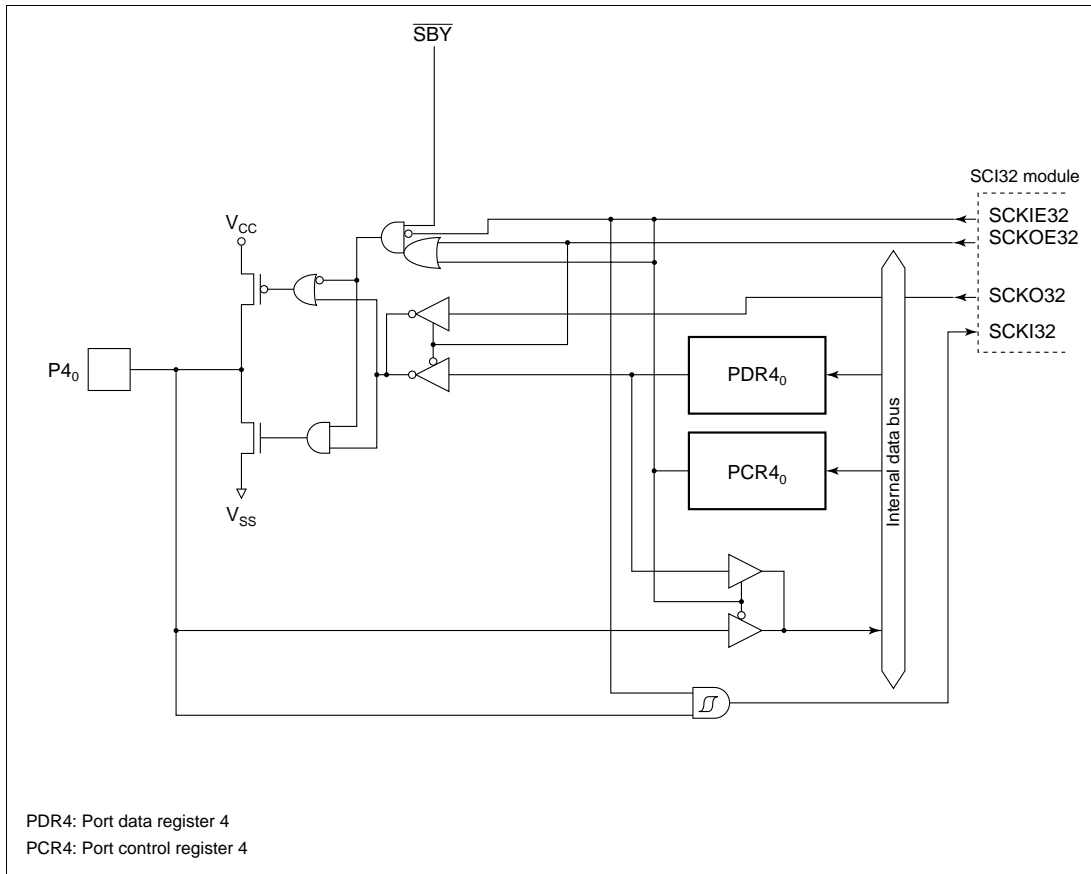 SBY
SCI32 module
SCKIE32
SCKOE32
SCKO32
SCKI32
VCC
P40
VSS
PDR40
PCR40
Internal data bus
PDR4: Port data register 4
PCR4: Port control register 4